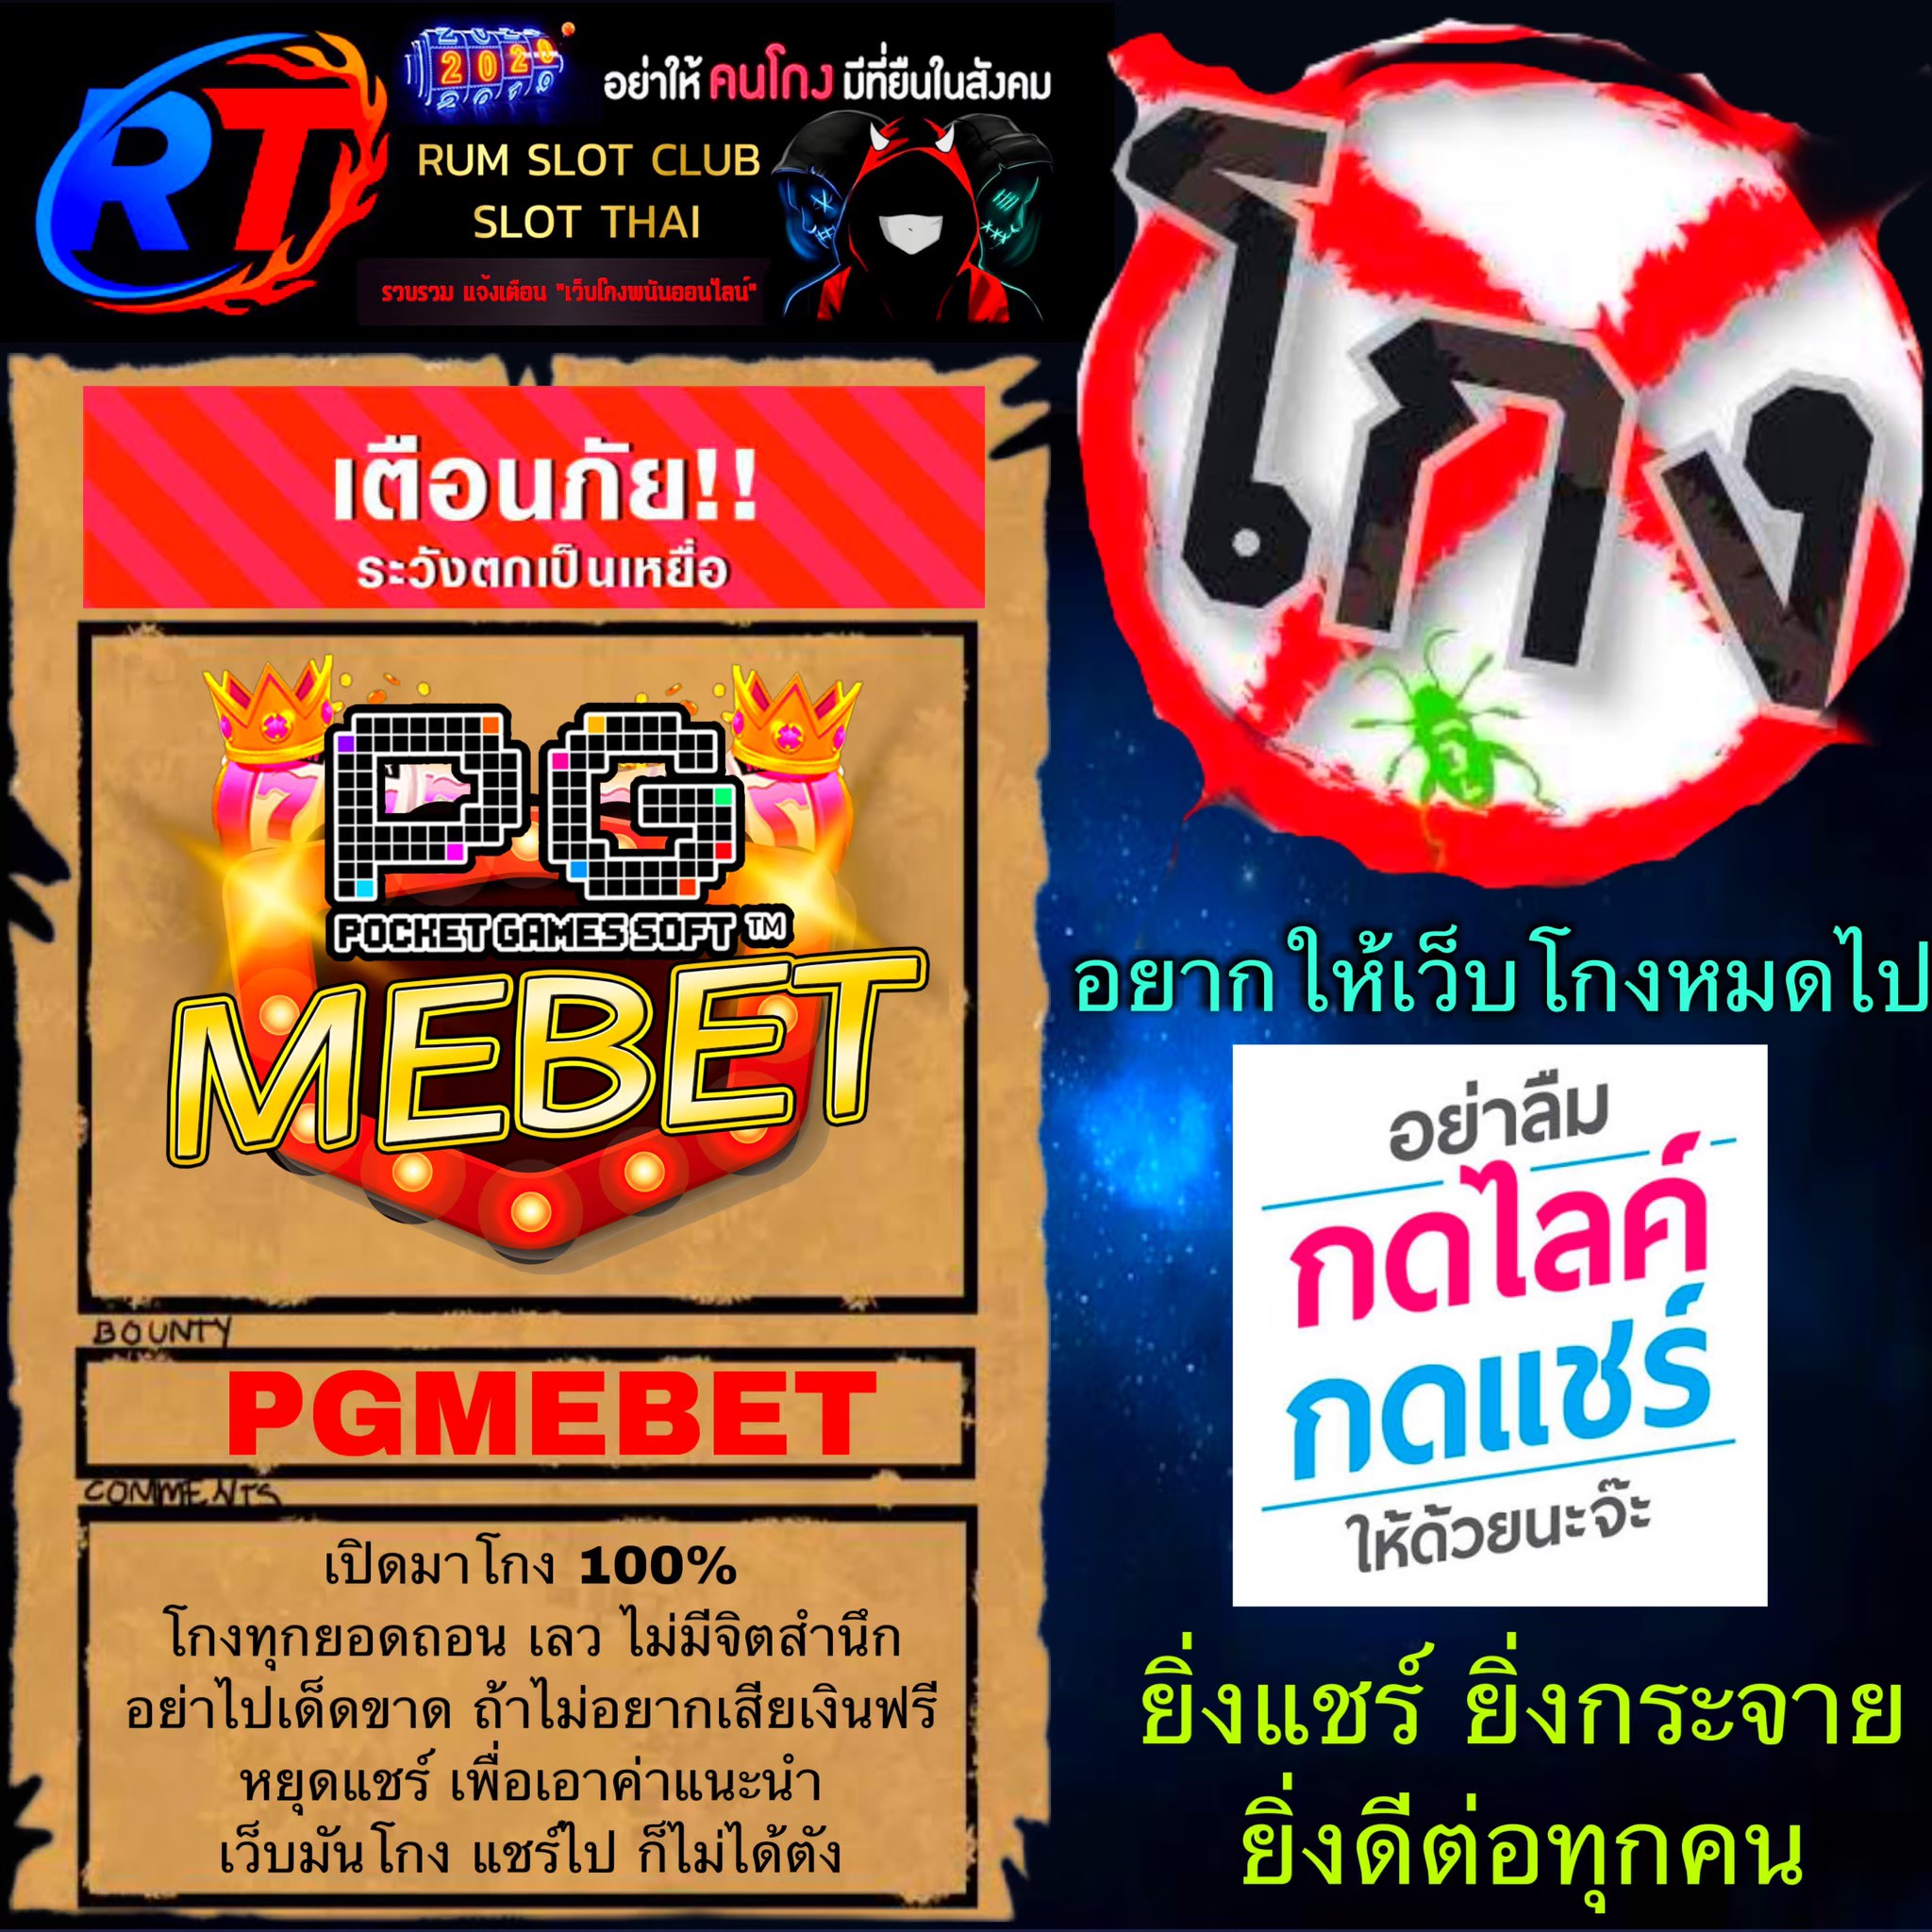 RT
2020
อย่าให้ คนโกง มีที่ยืนในสังคม
RUM SLOT CLUB
SLOT THAI
รวบรวม แจ้งเตือน "เว็บโกงพนันออนไลน์"
เตือนภัย!!
ระวังตกเป็นเหยื่อ
PG
POCKET GAMES SOFT ™
MEBET
BOUNTY
PGMEBET
COMMENTS
เปิดมาโกง 100%
โกงทุกยอดถอน เลว ไม่มีจิตสำนึก
อย่าไปเด็ดขาด ถ้าไม่อยากเสียเงินฟรี
หยุดแชร์ เพื่อเอาค่าแนะนำ
เว็บมันโกง แชร์ไป ก็ไม่ได้ตัง
โกง
อยากให้เว็บโกงหมดไป
อย่าลืม
กดไลค์
กดแชร์
ให้ด้วยนะจ๊ะ
ยิ่งแชร์ ยิ่งกระจาย
ยิ่งดีต่อทุกคน